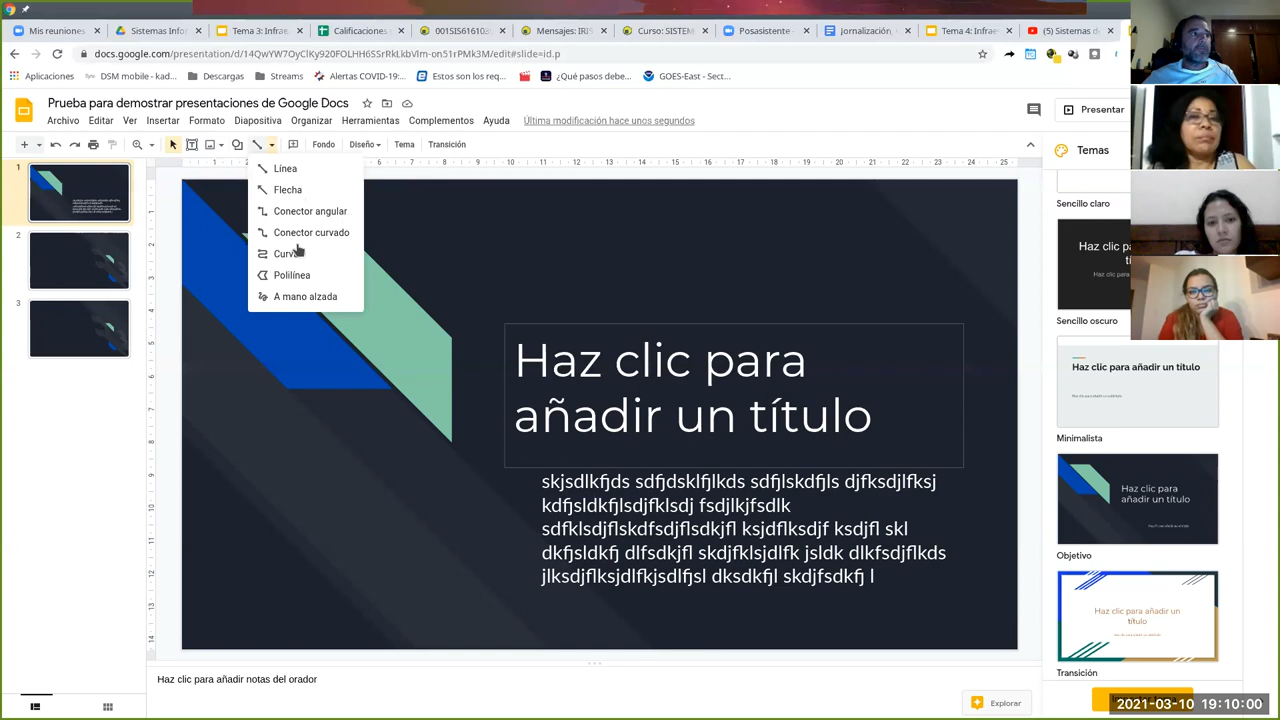 Mis reuniones
Sistemas Infor
Tema 3: Infrae
Calificaciones
001SIS61610.
Mensajes: IRIS
Curso: SISTEM
Posasistente -
Jornalización,
Tema 4: Infrae
(5) Sistemas d
docs.google.com/presentation/d/14QyW7OyClKy920FOLUH6SSrRkLkbVlm-on51rPMk3M/edit#slide=id.p
Aplicaciones
DSM mobile - kad...
Descargas
Streams
Alertas COVID-19:...
Estos son los req...
¿Qué pasos debe...
GOES-East - Sect...
Prueba para demostrar presentaciones de Google Docs
Archivo Editar Ver Insertar Formato Diapositiva Organizar Herramientas Complementos Ayuda Última modificación hace unos segundos
Presentar
Fondo Diseño Tema Transición
Temas
Línea
Flecha
Conector angular
Conector curvado
Curva
Polilínea
A mano alzada
1
2
3
Haz clic para
añadir un título
skjsdlkfjds sdfjdsklfjlkds sdfjlskdfjls djfksdjlfksj
kdfjsldkfjlsdjfklsdj fsdjlkjfsdlk
sdfklsdjflskdfsdjflsdkjfl ksjdflksdjf ksdjfl skl
dkfjsldkfj dlfsdkjfl skdjfklsjdlfk jsldk dlkfsdjflkds
jlksdjflksjdlfkjsdlfjsl dksdkfjl skdjfsdkfj l
Sencillo claro
Haz clic pa
Sencillo oscuro
Haz clic para añadir un título
Minimalista
Haz clic para
añadir un título
Objetivo
Haz clic para añadir un
título
Transición
Haz clic para añadir notas del orador
Explorar
2021-03-10 19:10:00